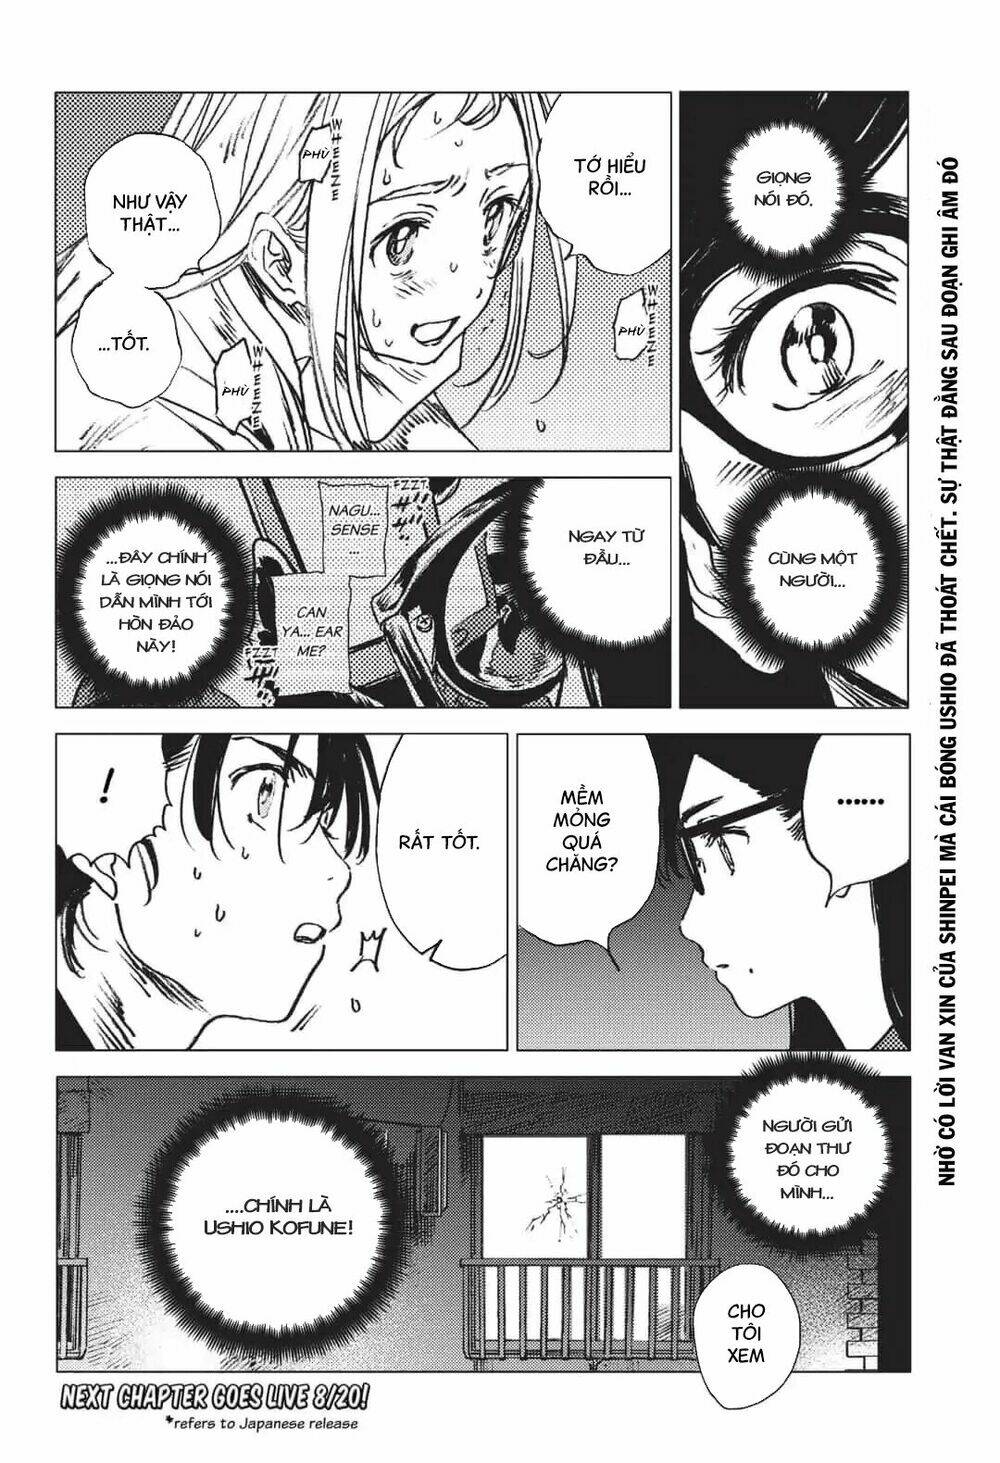 GIỌNG
NÓI ĐÓ.
CÙNG MỘT
NGƯỜI...
TỚ HIỂU
RỒI...
WHEEZE
PHÙ
WHEEZE
PHÙ
NHƯ VẬY
THẬT...
...TỐT.
WHEEZE
PHÙ
NGAY TỪ
ĐẦU...
FZZT
NAGU...
SENSE
...
CAN
YA... EAR
ME?
FZZT
...ĐÂY CHÍNH
LÀ GIỌNG NÓI
DẪN MÌNH TỚI
HÒN ĐẢO
NÀY!
.......
MỀM
MỎNG
QUÁ
CHĂNG?
RẤT TỐT.
!
NGƯỜI GỬI
ĐOẠN THƯ
ĐÓ CHO
MÌNH...
....CHÍNH LÀ
USHIO KOFUNE!
CHO
TÔI
XEM
NHỜ CÓ LỜI VAN XIN CỦA SHINPEI MÀ CÁI BÓNG USHIO ĐÃ THOÁT CHẾT. SỰ THẬT ĐẰNG SAU ĐOẠN GHI ÂM ĐÓ
NEXT CHAPTER GOES LIVE 8/20!
*refers to Japanese release